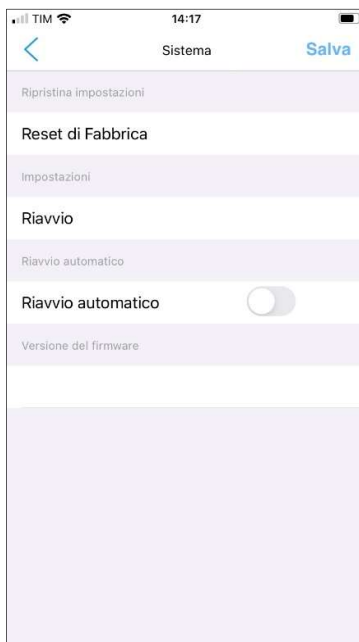 TIM 14:17
Sistema Salva
Ripristina impostazioni
Reset di Fabbrica
Impostazioni
Riavvio
Riavvio automatico
Riavvio automatico
Versione del firmware